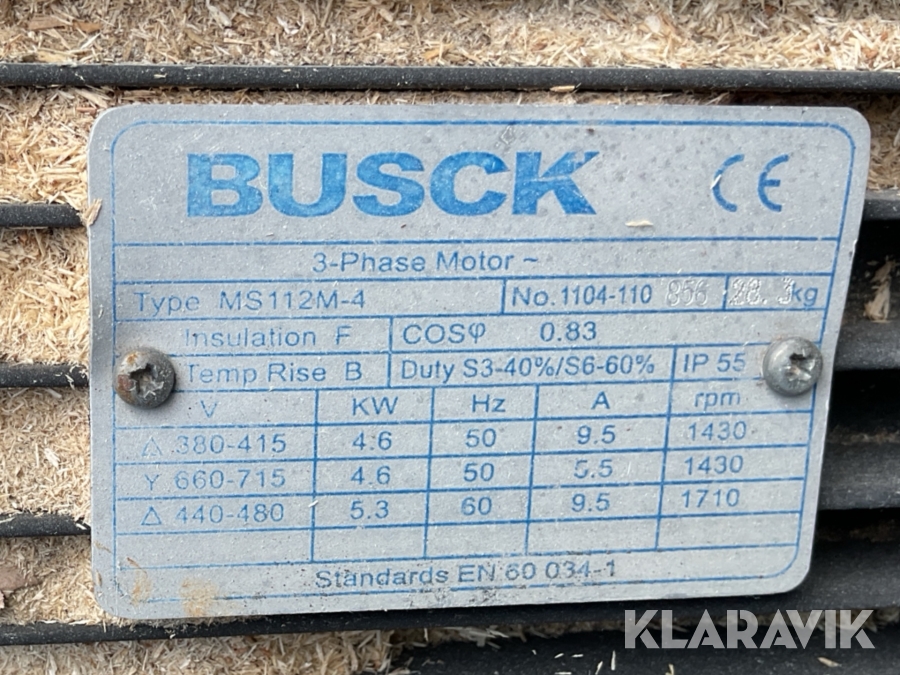 BUSCK CE
3-Phase Motor ~
Type MS112M-4 No. 1104-110 856 28.3kg
Insulation F COSφ 0.83
Temp Rise B Duty S3-40%/S6-60% IP 55
V KW Hz A rpm
△ 380-415 4.6 50 9.5 1430
Y 660-715 4.6 50 5.5 1430
△ 440-480 5.3 60 9.5 1710
Standards EN 60 034-1
KLARAVIK